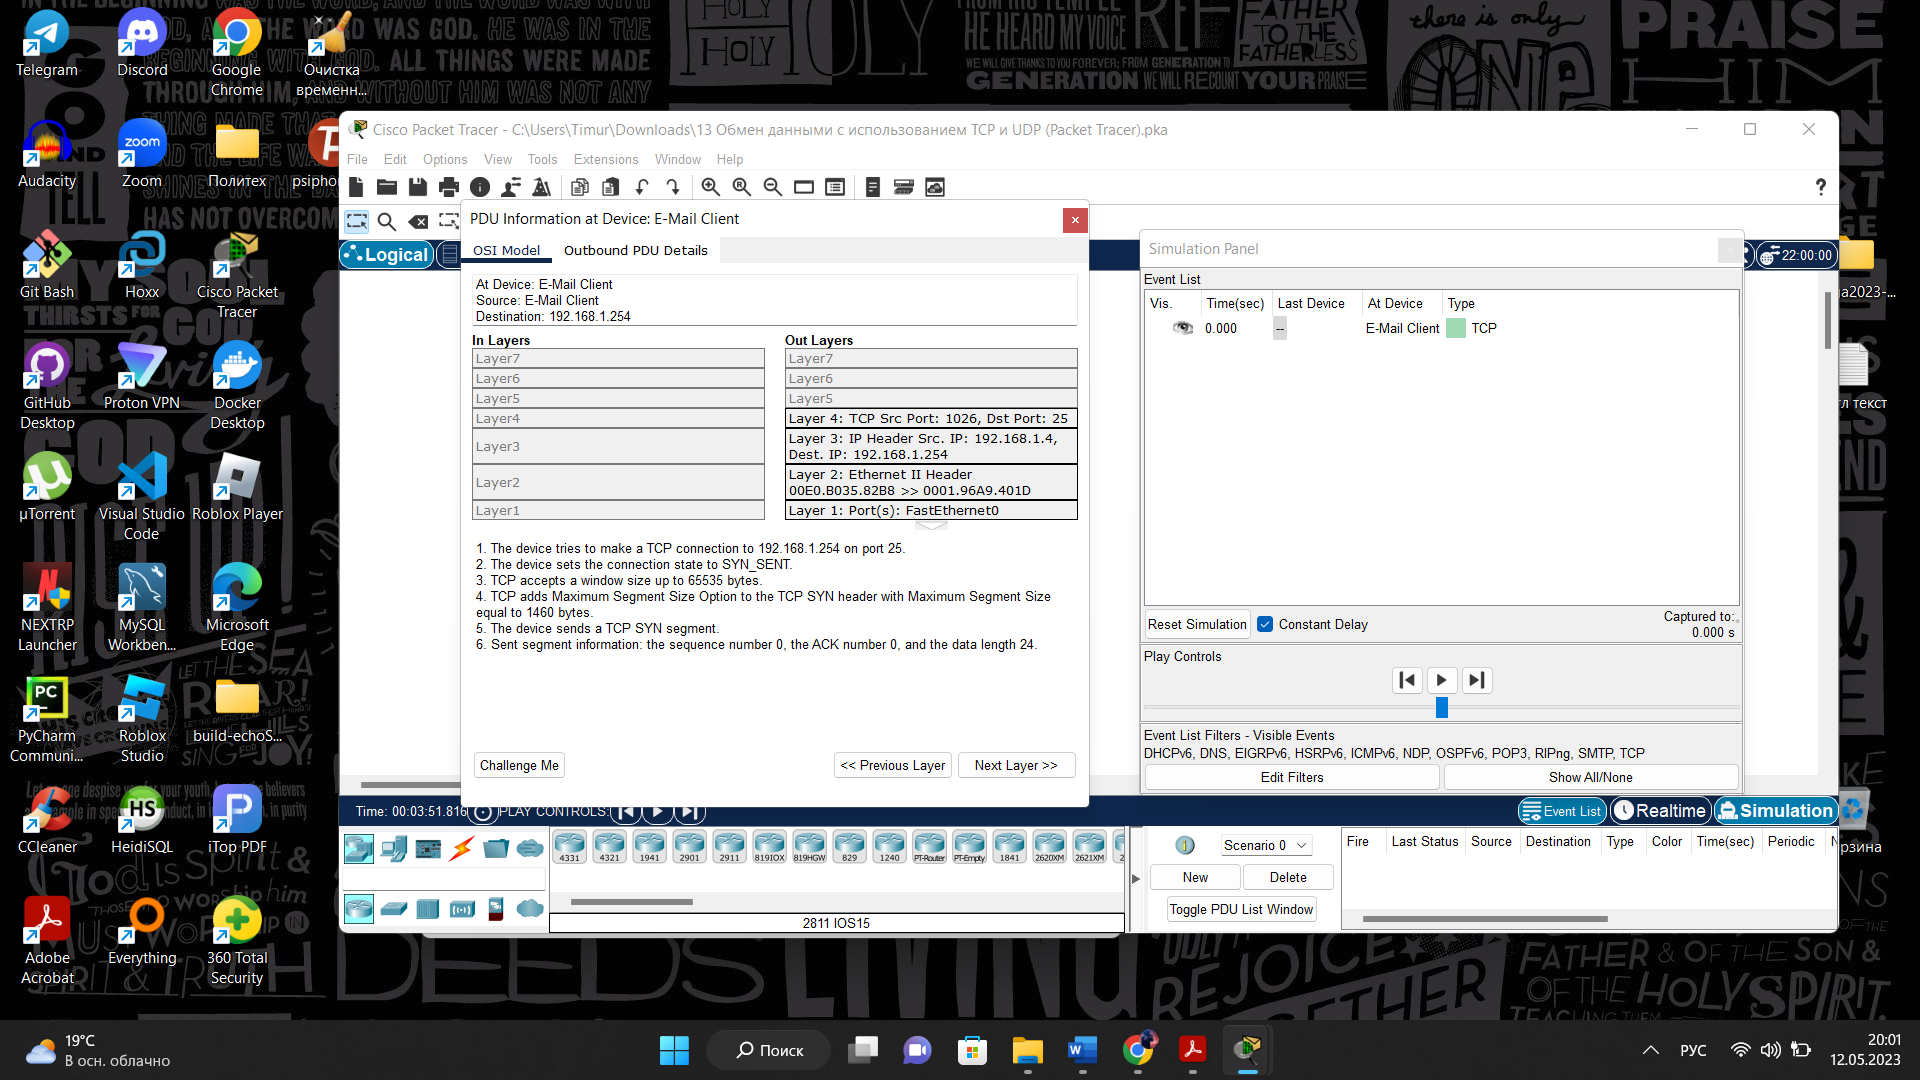 Telegram
Discord
Google Chrome
Очистка временн...
Audacity
Zoom
Политех
psiphon
Git Bash
Hoxx
Cisco Packet Tracer
GitHub Desktop
Proton VPN
Docker Desktop
µTorrent
Visual Studio Code
Roblox Player
NEXTRP Launcher
MySQL Workben...
Microsoft Edge
PyCharm Communi...
Roblox Studio
build-echoS...
CCleaner
HeidiSQL
iTop PDF
Adobe Acrobat
Everything
360 Total Security
Cisco Packet Tracer - C:\Users\Timur\Downloads\13 Обмен данными с использованием TCP и UDP (Packet Tracer).pka
File Edit Options View Tools Extensions Window Help
Logical
22:00:00
PDU Information at Device: E-Mail Client
OSI Model
Outbound PDU Details
At Device: E-Mail Client
Source: E-Mail Client
Destination: 192.168.1.254
In Layers
Layer7
Layer6
Layer5
Layer4
Layer3
Layer2
Layer1
Out Layers
Layer7
Layer6
Layer5
Layer 4: TCP Src Port: 1026, Dst Port: 25
Layer 3: IP Header Src. IP: 192.168.1.4,
Dest. IP: 192.168.1.254
Layer 2: Ethernet II Header
00E0.B035.82B8 >> 0001.96A9.401D
Layer 1: Port(s): FastEthernet0
1. The device tries to make a TCP connection to 192.168.1.254 on port 25.
2. The device sets the connection state to SYN_SENT.
3. TCP accepts a window size up to 65535 bytes.
4. TCP adds Maximum Segment Size Option to the TCP SYN header with Maximum Segment Size
equal to 1460 bytes.
5. The device sends a TCP SYN segment.
6. Sent segment information: the sequence number 0, the ACK number 0, and the data length 24.
Challenge Me
<< Previous Layer
Next Layer >>
Simulation Panel
Event List
Vis. Time(sec) Last Device At Device Type
0.000 -- E-Mail Client TCP
Reset Simulation
Constant Delay
Captured to:
0.000 s
Play Controls
Event List Filters - Visible Events
DHCPv6, DNS, EIGRPv6, HSRPv6, ICMPv6, NDP, OSPFv6, POP3, RIPng, SMTP, TCP
Edit Filters
Show All/None
Time: 00:03:51.816
PLAY CONTROLS:
Event List
Realtime
Simulation
4331 4321 1941 2901 2911 819IOX 819HGW 829 1240 PT-Router PT-Empty 1841 2620XM 2621XM
2811 IOS15
Scenario 0
New
Delete
Toggle PDU List Window
Fire Last Status Source Destination Type Color Time(sec) Periodic
19°C
В осн. облачно
Поиск
РУС
20:01
12.05.2023